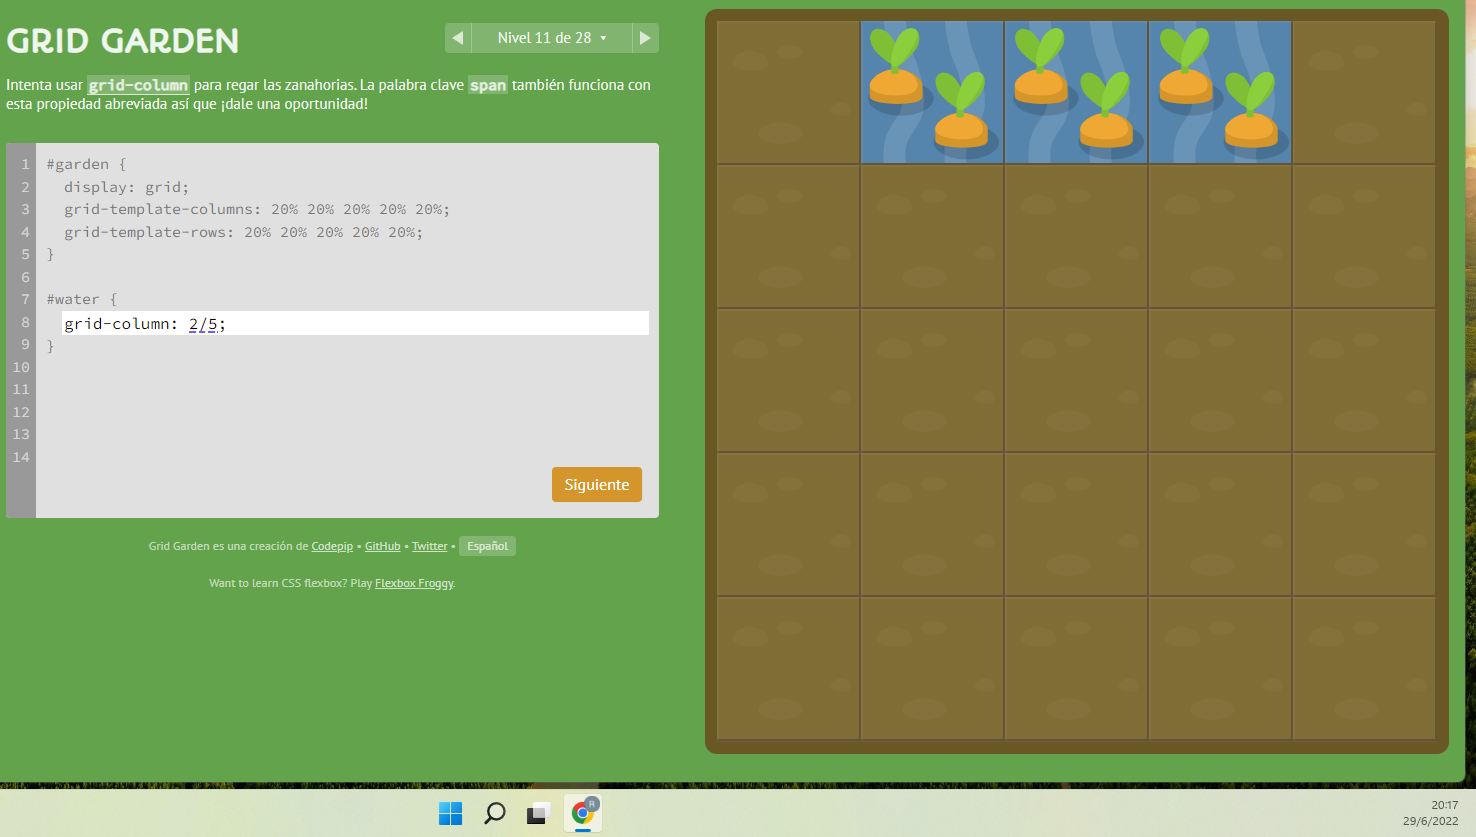 GRID GARDEN
Nivel 11 de 28
Intenta usar grid-column para regar las zanahorias. La palabra clave span también funciona con
esta propiedad abreviada así que ¡dale una oportunidad!
1 #garden {
2 display: grid;
3 grid-template-columns: 20% 20% 20% 20% 20%;
4 grid-template-rows: 20% 20% 20% 20% 20%;
5 }
6
7 #water {
8 grid-column: 2/5;
9 }
10
11
12
13
14
Siguiente
Grid Garden es una creación de Codepip • GitHub • Twitter • Español
Want to learn CSS flexbox? Play Flexbox Froggy.
R
20:17
29/6/2022